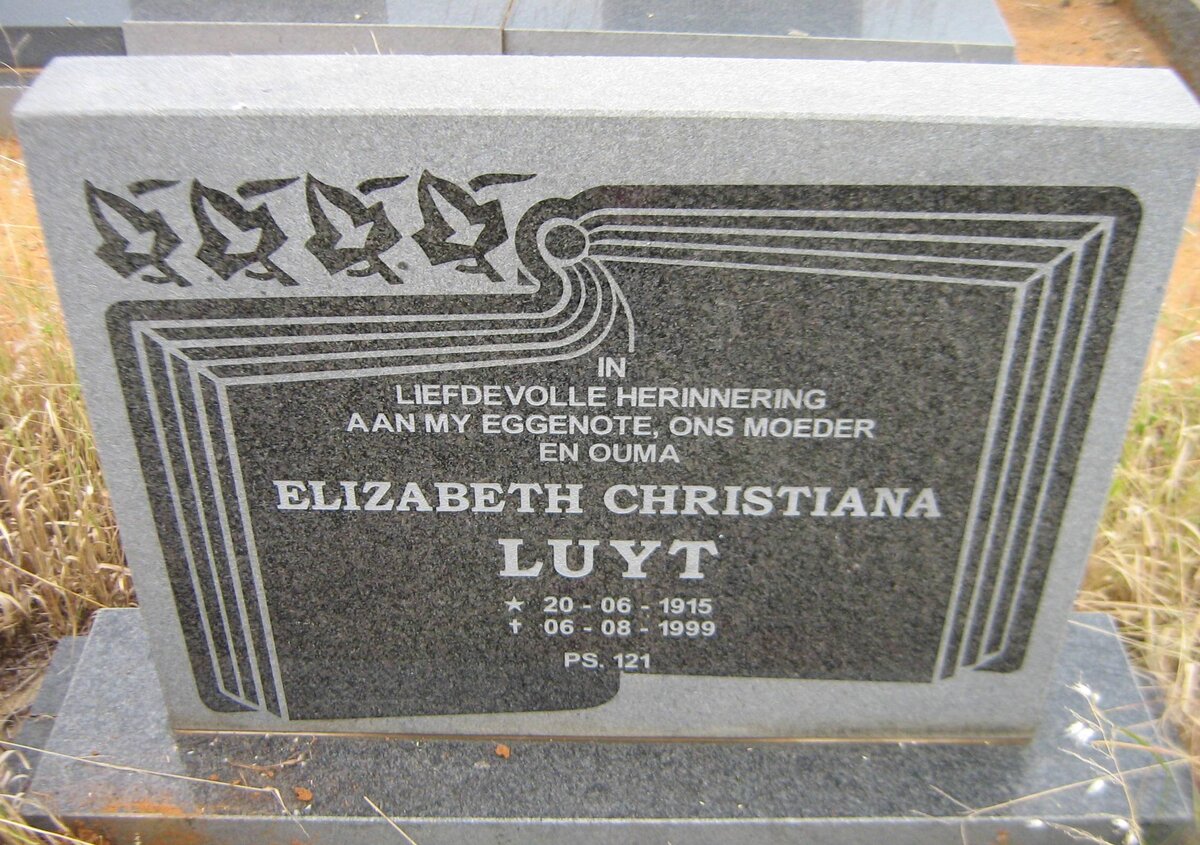 IN
LIEFDEVOLLE HERINNERING
AAN MY EGGENOTE, ONS MOEDER
EN OUMA
ELIZABETH CHRISTIANA
LUYT
★ 20 - 06 - 1915
✝ 06 - 08 - 1999
PS. 121